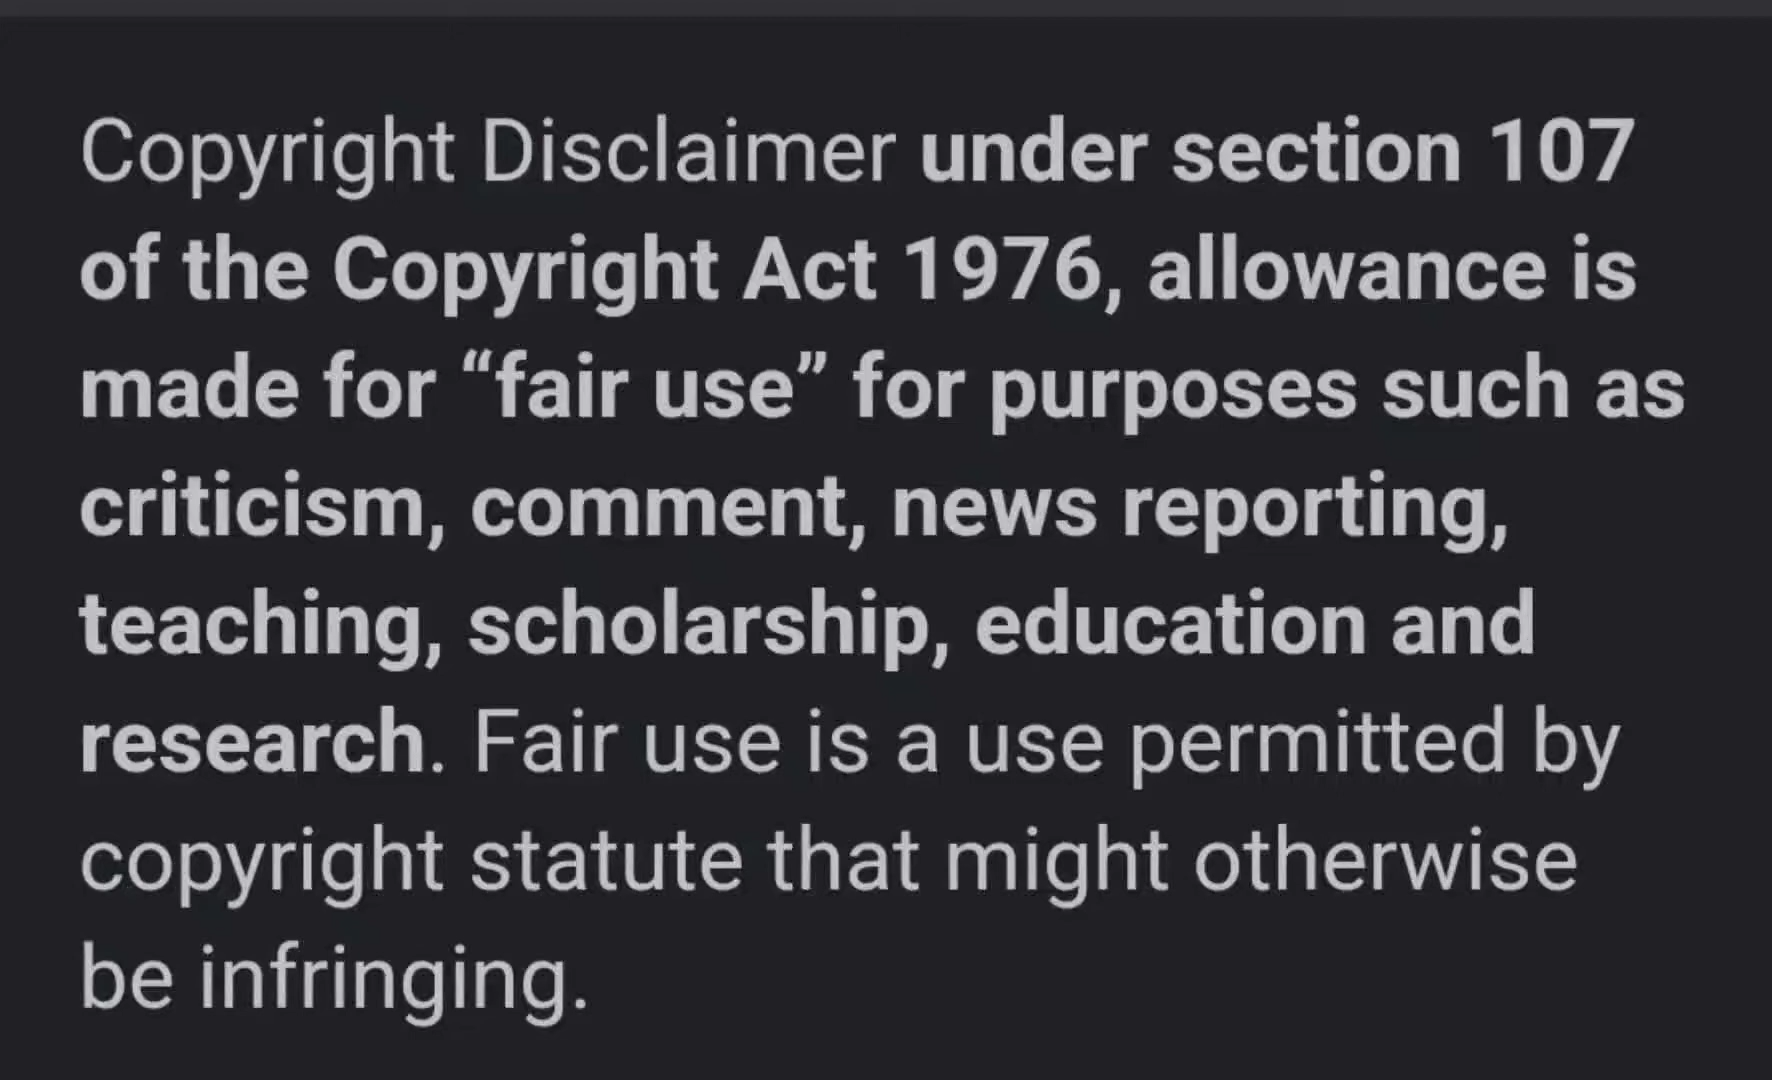 Copyright Disclaimer under section 107
of the Copyright Act 1976, allowance is
made for “fair use” for purposes such as
criticism, comment, news reporting,
teaching, scholarship, education and
research. Fair use is a use permitted by
copyright statute that might otherwise
be infringing.